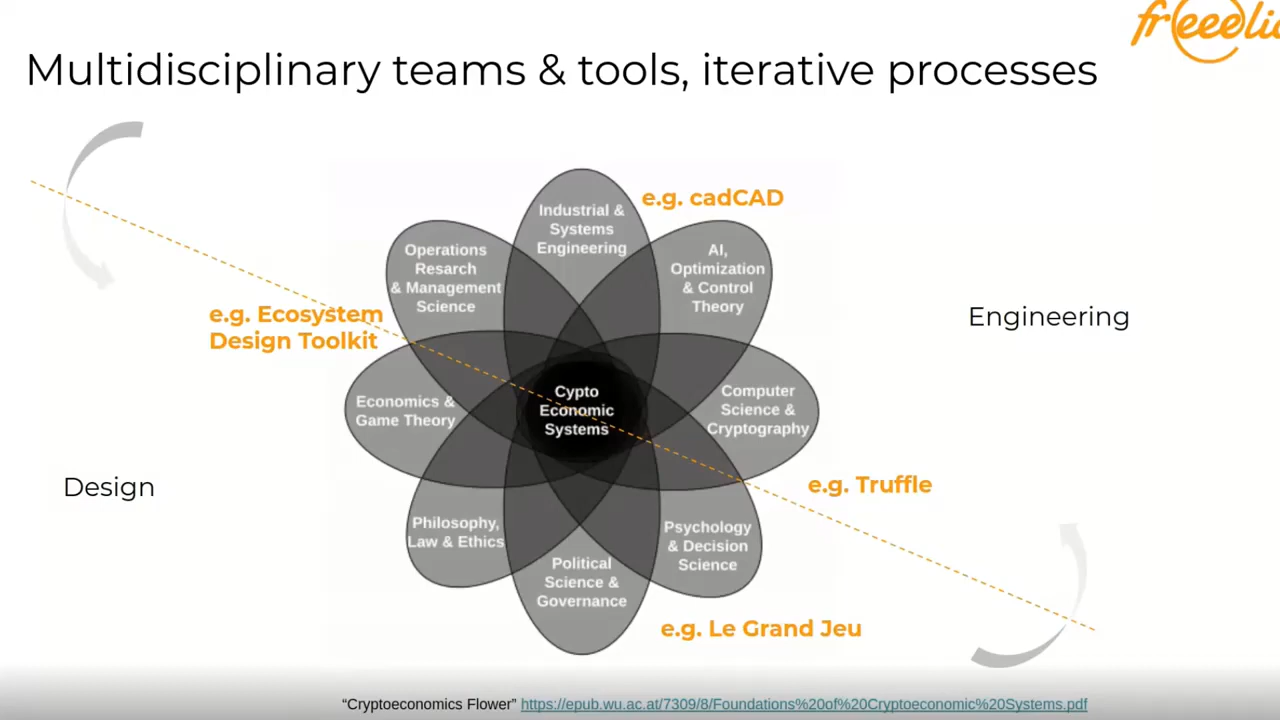 freeelio
Multidisciplinary teams & tools, iterative processes
e.g. cadCAD
Industrial &
Systems
Engineering
Operations
Resarch
& Management
Science
AI,
Optimization
& Control
Theory
e.g. Ecosystem
Design Toolkit
Engineering
Economics &
Game Theory
Cypto
Economic
Systems
Computer
Science &
Cryptography
Design
e.g. Truffle
Philosophy,
Law & Ethics
Political
Science &
Governance
Psychology
& Decision
Science
e.g. Le Grand Jeu
“Cryptoeconomics Flower” https://epub.wu.ac.at/7309/8/Foundations%20of%20Cryptoeconomic%20Systems.pdf